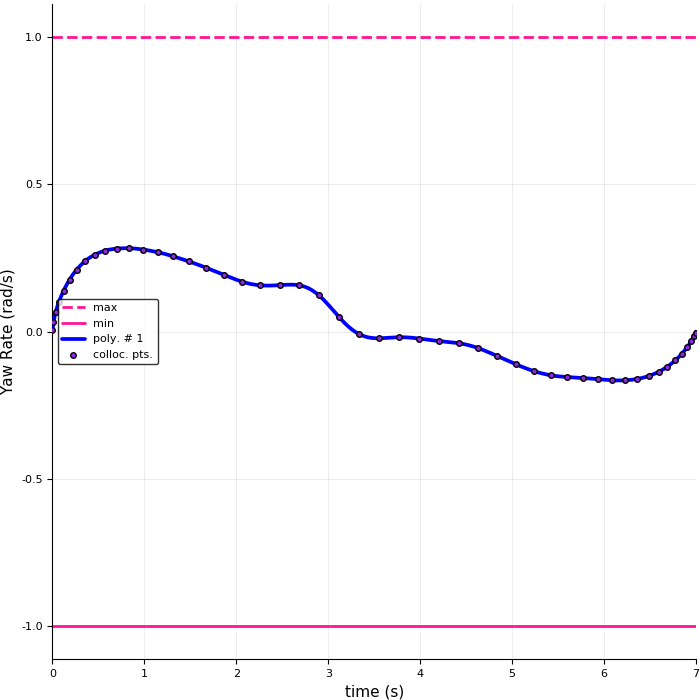 1.0
0.5
0.0
-0.5
-1.0
Yaw Rate (rad/s)
max
min
poly. # 1
colloc. pts.
0 1 2 3 4 5 6 7
time (s)